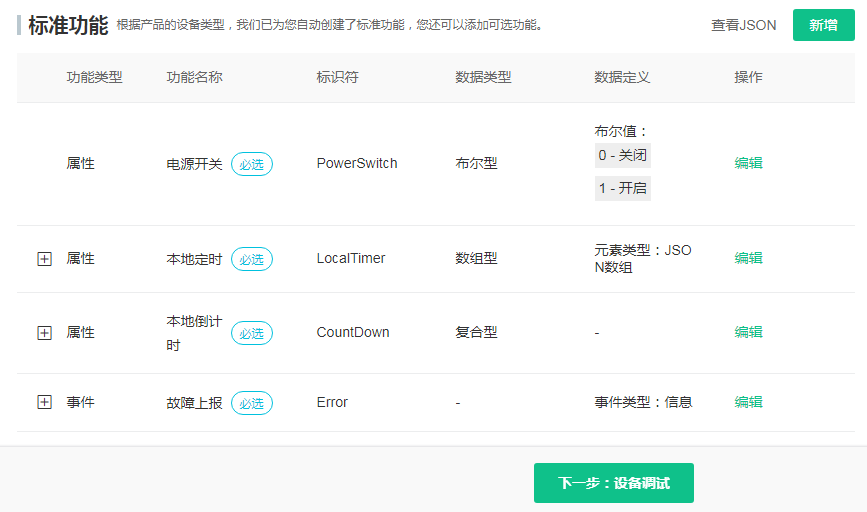 标准功能 根据产品的设备类型，我们已为您自动创建了标准功能，您还可以添加可选功能。 查看JSON 新增
功能类型 功能名称 标识符 数据类型 数据定义 操作
属性 电源开关 必选 PowerSwitch 布尔型 布尔值： 编辑
0 - 关闭
1 - 开启
属性 本地定时 必选 LocalTimer 数组型 元素类型：JSO 编辑
N数组
属性 本地倒计 必选 CountDown 复合型 - 编辑
时
事件 故障上报 必选 Error - 事件类型：信息 编辑
下一步：设备调试